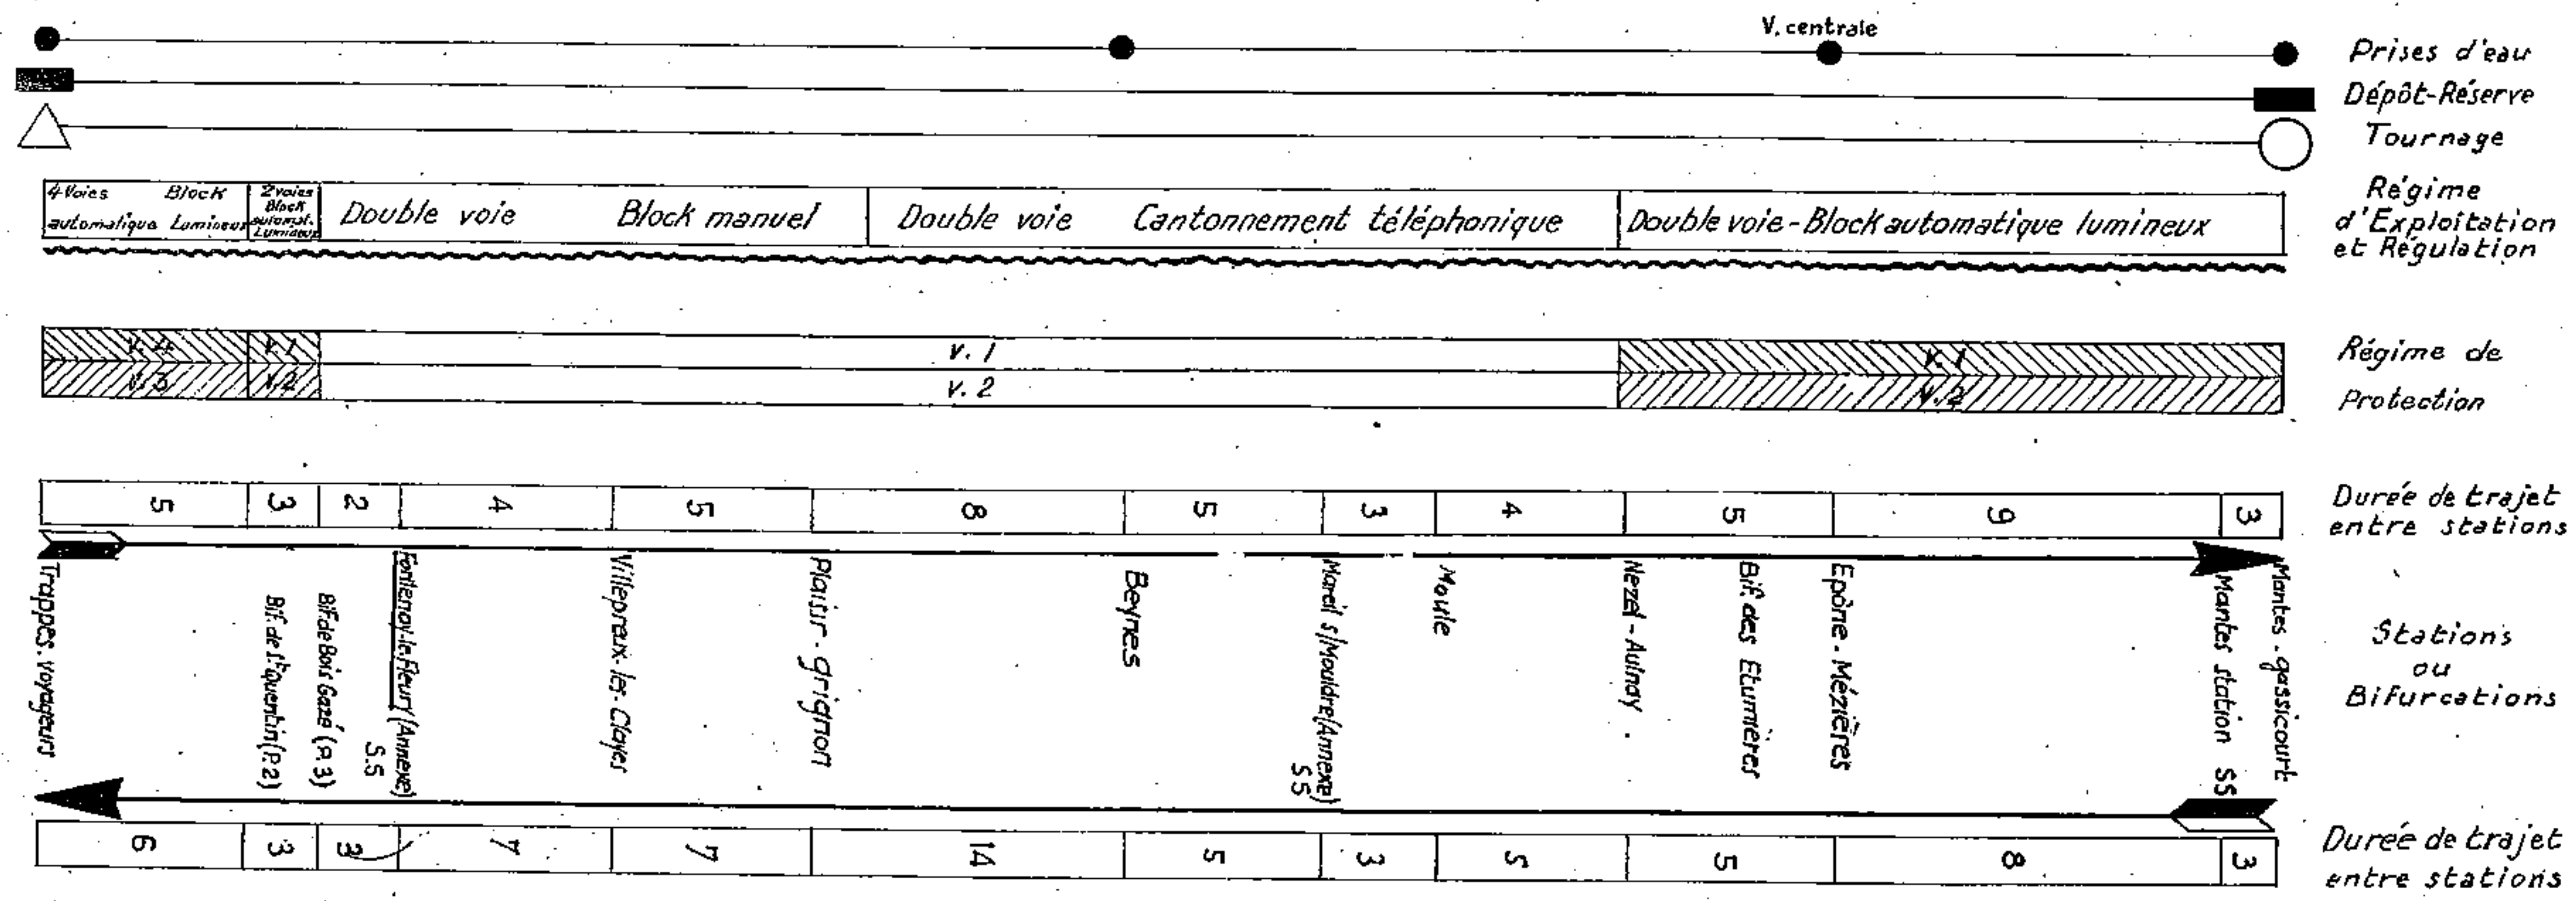 V. centrale
Prises d'eau
Dépôt-Réserve
Tournage
4 Voies Block
automatique Lumineux
2 voies
Block
automat.
Lumineux
Double voie Block manuel
Double voie Cantonnement téléphonique
Double voie - Block automatique lumineux
Régime
d'Exploitation
et Régulation
V.4 V.1 V.1 V.1
V.3 V.2 V.2 V.2
Régime de
Protection
5 3 2 4 5 8 5 3 4 5 9 3
Durée de trajet
entre stations
Trappes. Voyageurs
Bif. de St Quentin (P.2)
Bif. de Bois Gazé (P.3)
Fontenay-le-Fleury (Annexe)
S.S
Villepreux-les-Clayes
Plaisir-grignon
Beynes
Mareil s/Mauldre (Annexe)
SS
Maule
Nezel-Aulnay
Bif. des Etumières
Epône-Mézières
Mantes station SS
Mantes-gassicourt
Stations
ou
Bifurcations
6 3 3 7 7 14 5 3 5 5 8 3
Durée de trajet
entre stations